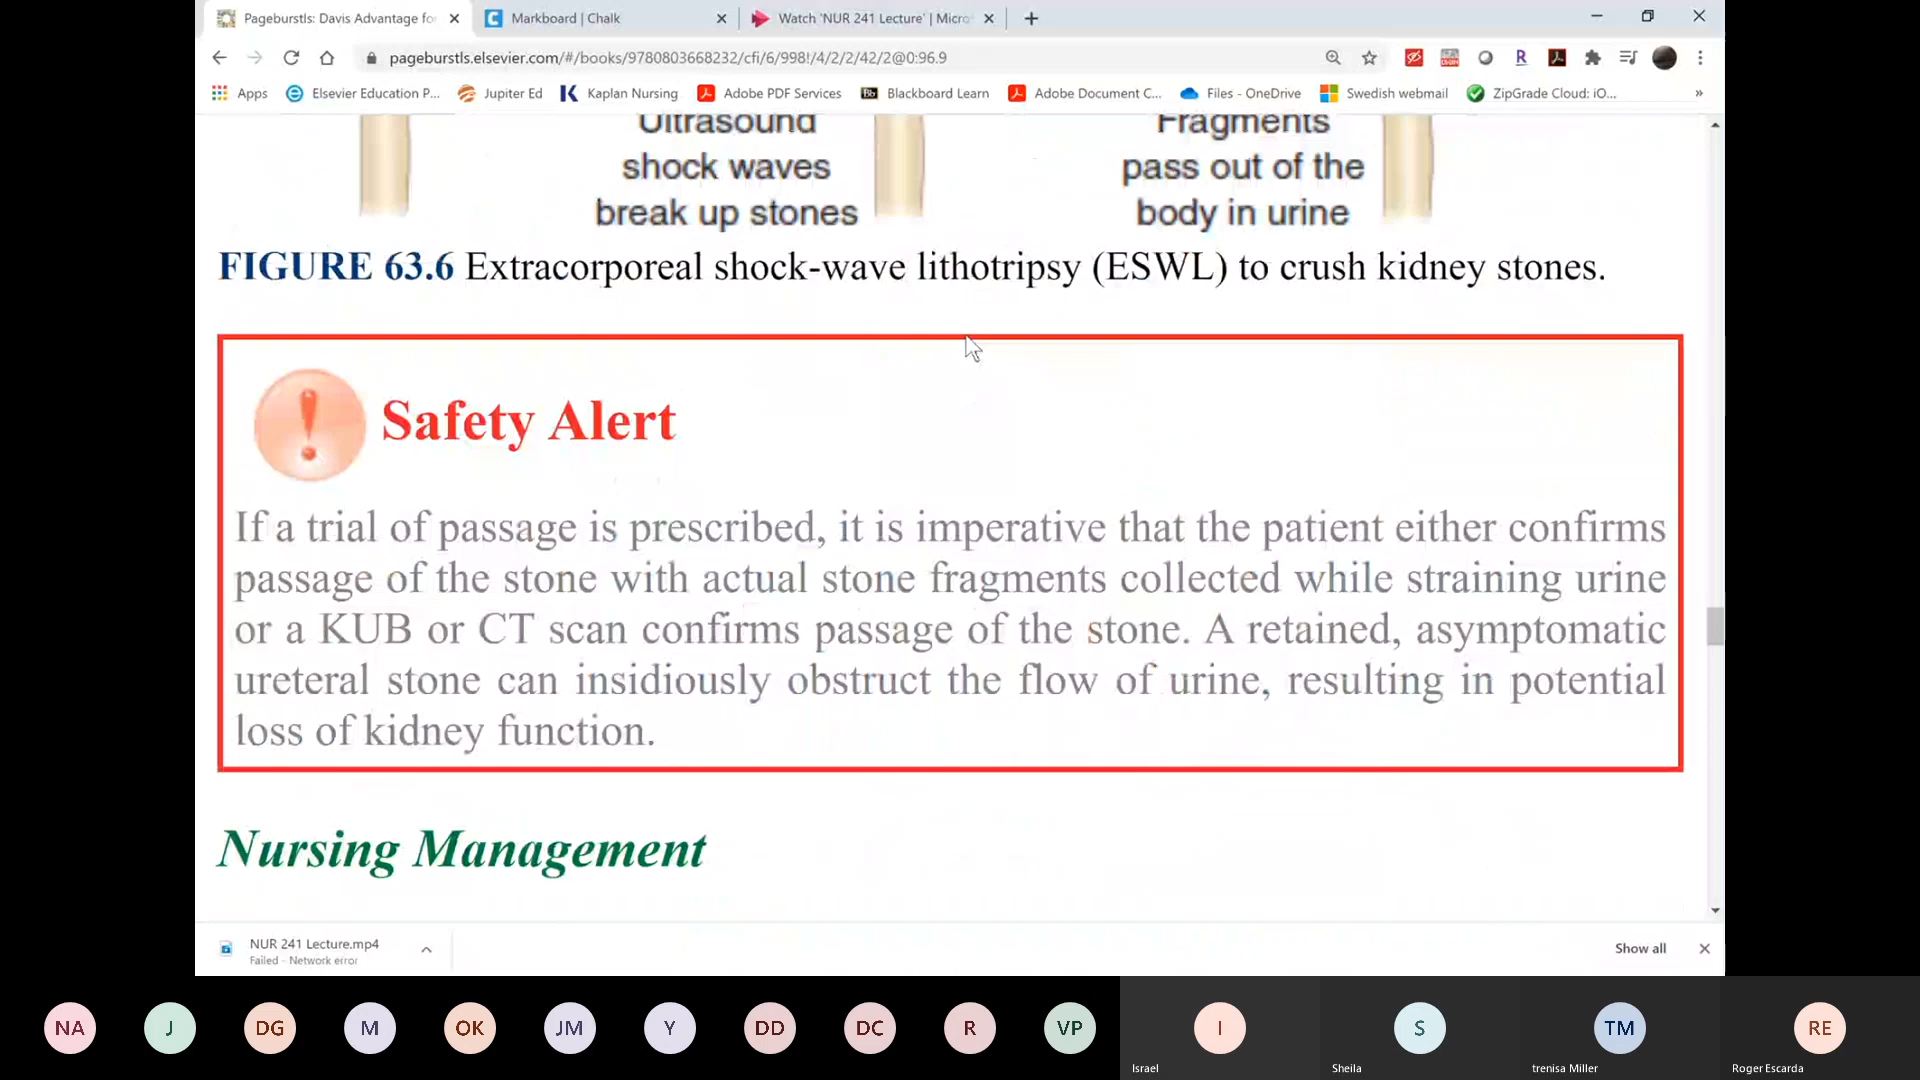 Pageburstls: Davis Advantage fo
Markboard | Chalk
Watch 'NUR 241 Lecture' | Micro
pageburstls.elsevier.com/#/books/9780803668232/cfi/6/998!/4/2/2/42/2@0:96.9
R
Apps
Elsevier Education P...
Jupiter Ed
Kaplan Nursing
Adobe PDF Services
Bb Blackboard Learn
Adobe Document C...
Files - OneDrive
Swedish webmail
ZipGrade Cloud: iO...
»
Ultrasound
shock waves
break up stones
Fragments
pass out of the
body in urine
FIGURE 63.6 Extracorporeal shock-wave lithotripsy (ESWL) to crush kidney stones.
! Safety Alert
If a trial of passage is prescribed, it is imperative that the patient either confirms
passage of the stone with actual stone fragments collected while straining urine
or a KUB or CT scan confirms passage of the stone. A retained, asymptomatic
ureteral stone can insidiously obstruct the flow of urine, resulting in potential
loss of kidney function.
Nursing Management
NUR 241 Lecture.mp4
Failed - Network error
Show all
NA
J
DG
M
OK
JM
Y
DD
DC
R
VP
I
S
TM
RE
Israel
Sheila
trenisa Miller
Roger Escarda